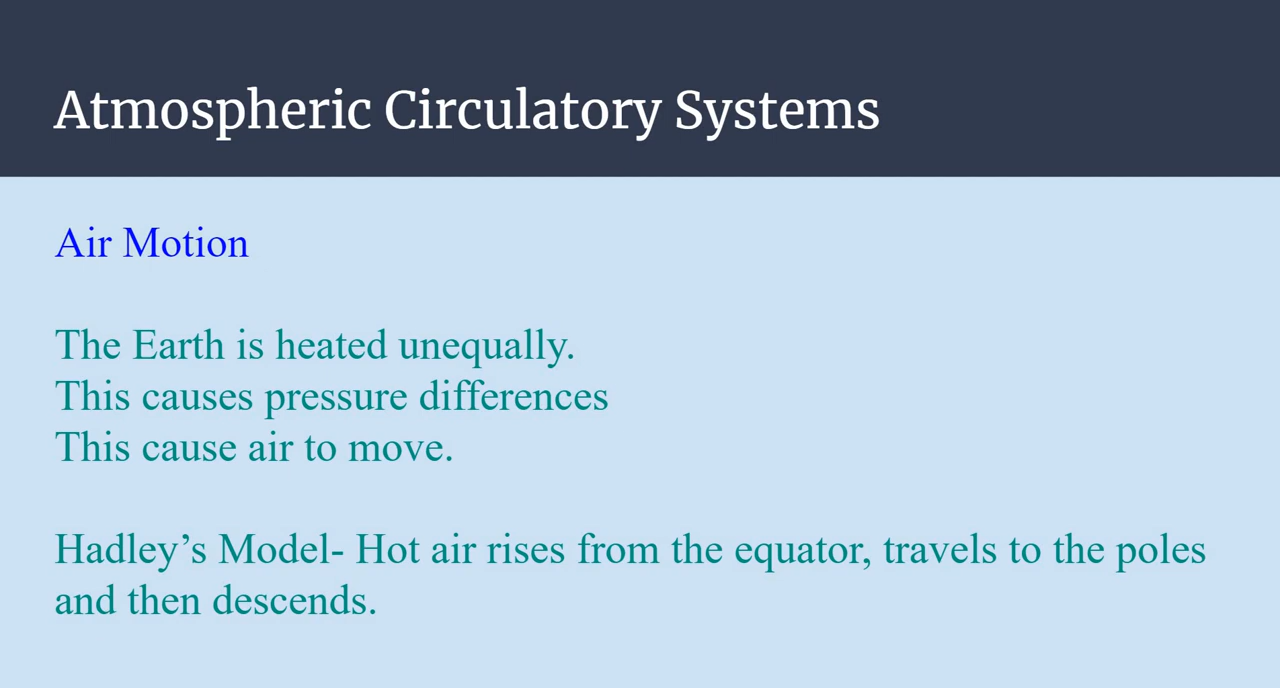 Atmospheric Circulatory Systems
Air Motion
The Earth is heated unequally.
This causes pressure differences
This cause air to move.
Hadley’s Model- Hot air rises from the equator, travels to the poles
and then descends.